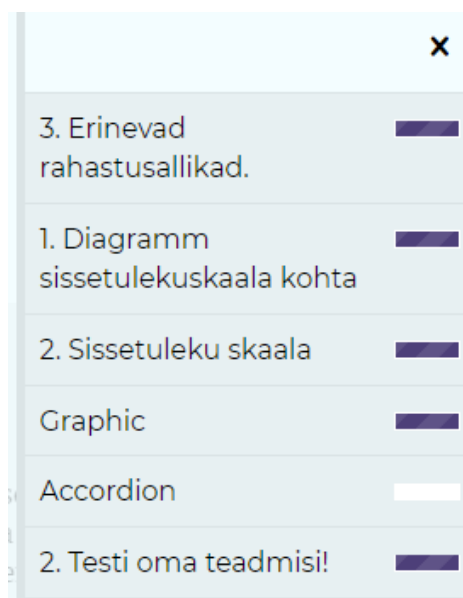 3. Erinevad
rahastusallikad.
1. Diagramm
sissetulekuskaala kohta
2. Sissetuleku skaala
Graphic
Accordion
2. Testi oma teadmisi!